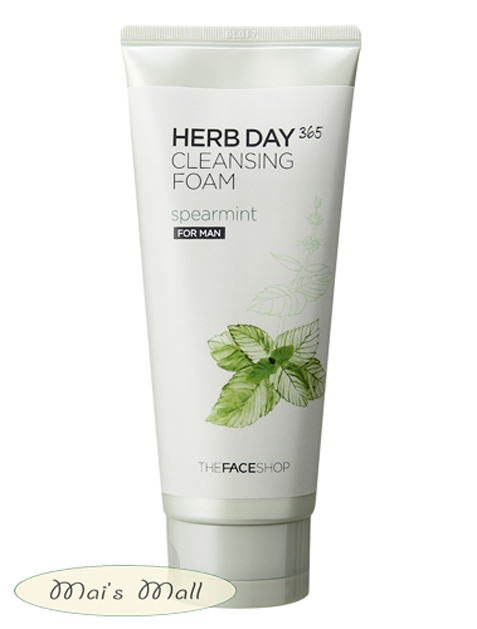 HERB DAY 365
CLEANSING
FOAM
spearmint
FOR MAN
THEFACESHOP
Mai's Mall